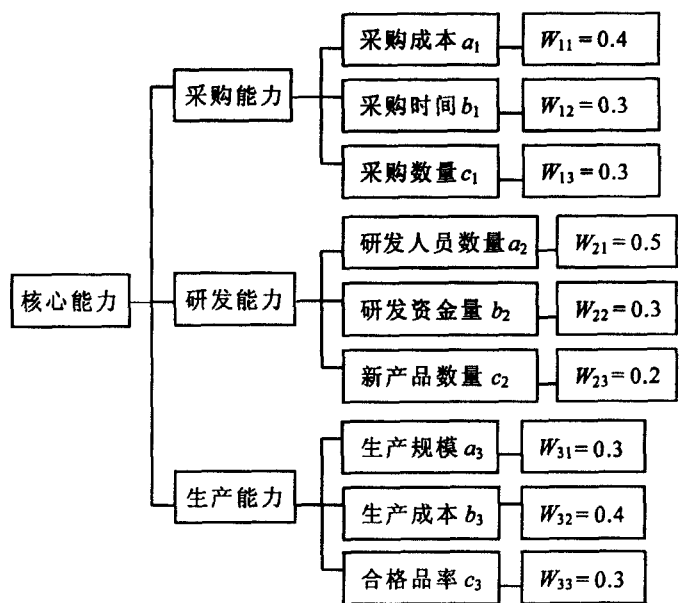 采购成本 a₁ W₁₁ = 0.4
采购能力
采购时间 b₁ W₁₂ = 0.3
采购数量 c₁ W₁₃ = 0.3
研发人员数量 a₂ W₂₁ = 0.5
核心能力
研发能力
研发资金量 b₂ W₂₂ = 0.3
新产品数量 c₂ W₂₃ = 0.2
生产规模 a₃ W₃₁ = 0.3
生产能力
生产成本 b₃ W₃₂ = 0.4
合格品率 c₃ W₃₃ = 0.3